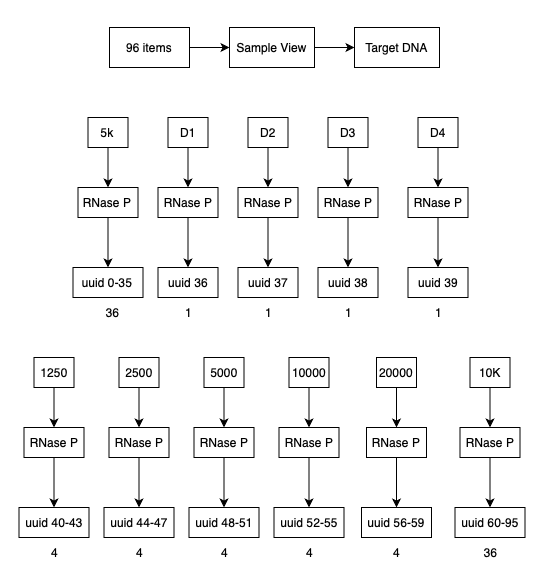 96 items
Sample View
Target DNA
5k
D1
D2
D3
D4
RNase P
RNase P
RNase P
RNase P
RNase P
uuid 0-35
uuid 36
uuid 37
uuid 38
uuid 39
36
1
1
1
1
1250
2500
5000
10000
20000
10K
RNase P
RNase P
RNase P
RNase P
RNase P
RNase P
uuid 40-43
uuid 44-47
uuid 48-51
uuid 52-55
uuid 56-59
uuid 60-95
4
4
4
4
4
36